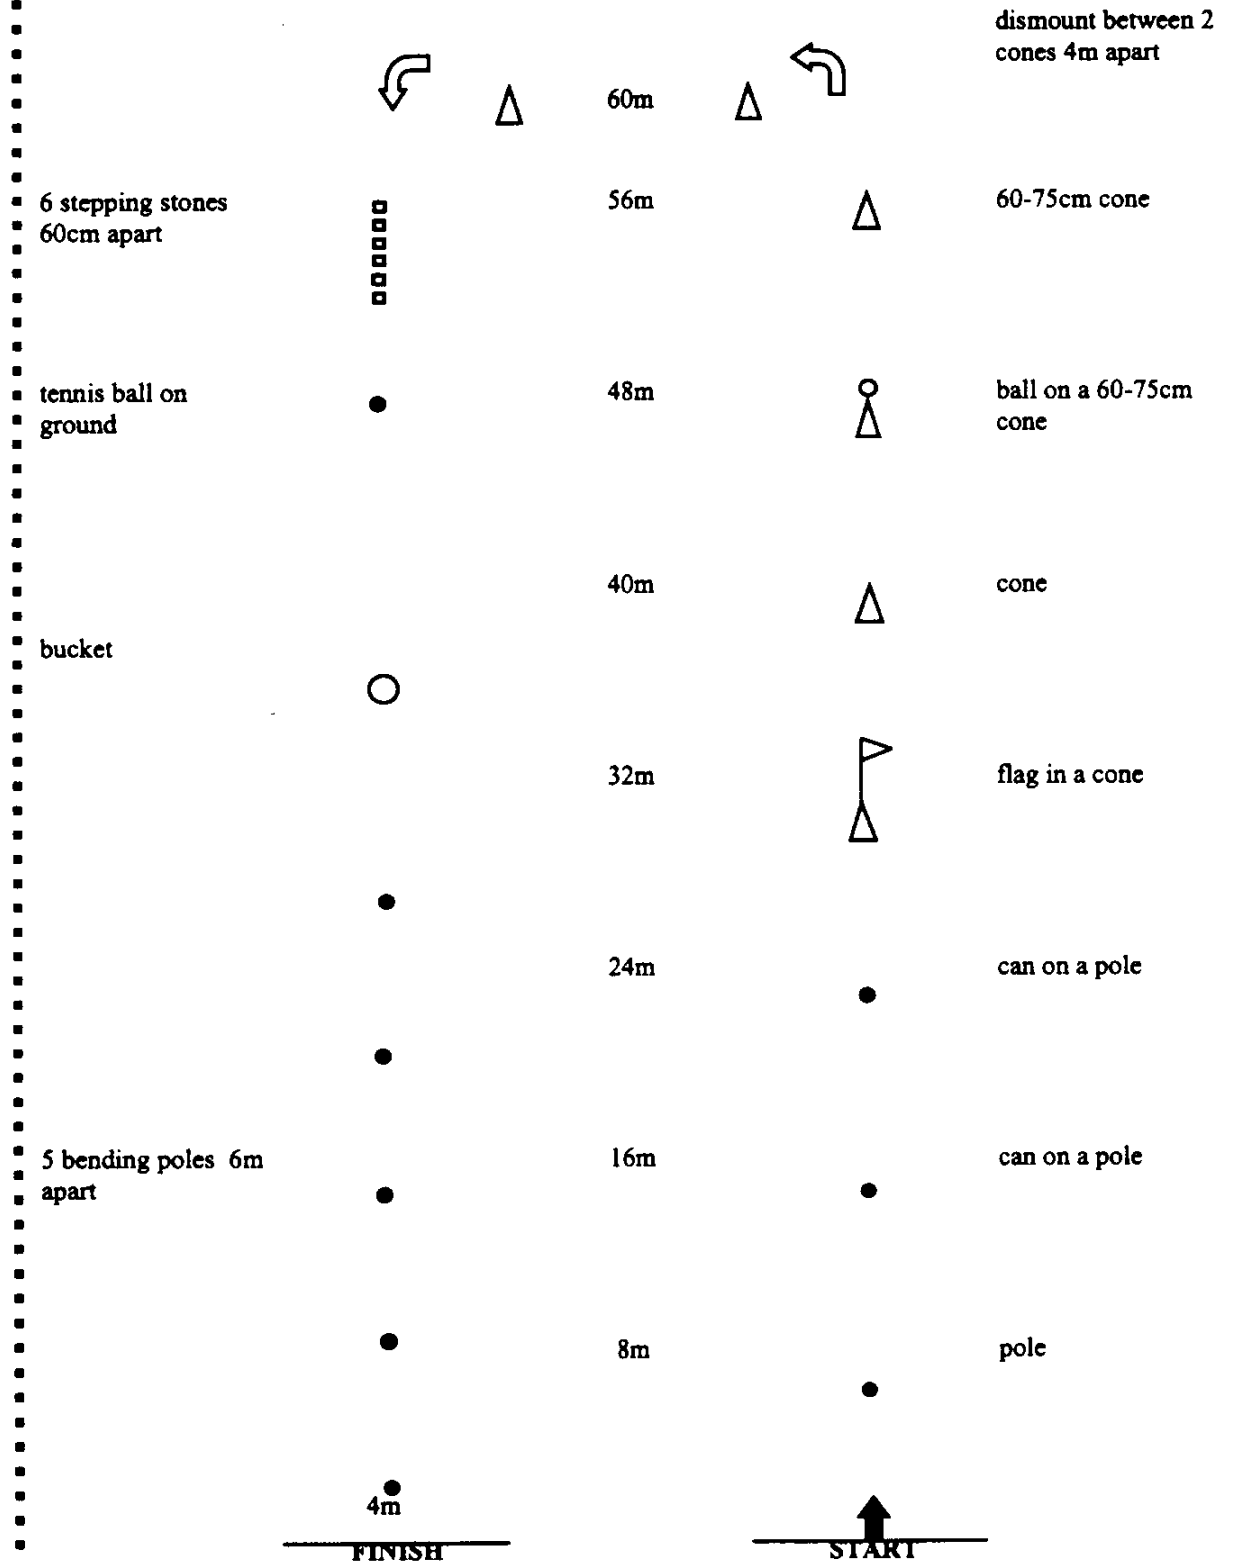 dismount between 2
cones 4m apart
60m
6 stepping stones
60cm apart
56m
60-75cm cone
tennis ball on
ground
48m
ball on a 60-75cm
cone
40m
cone
bucket
32m
flag in a cone
24m
can on a pole
5 bending poles 6m
apart
16m
can on a pole
8m
pole
4m
FINISH
START